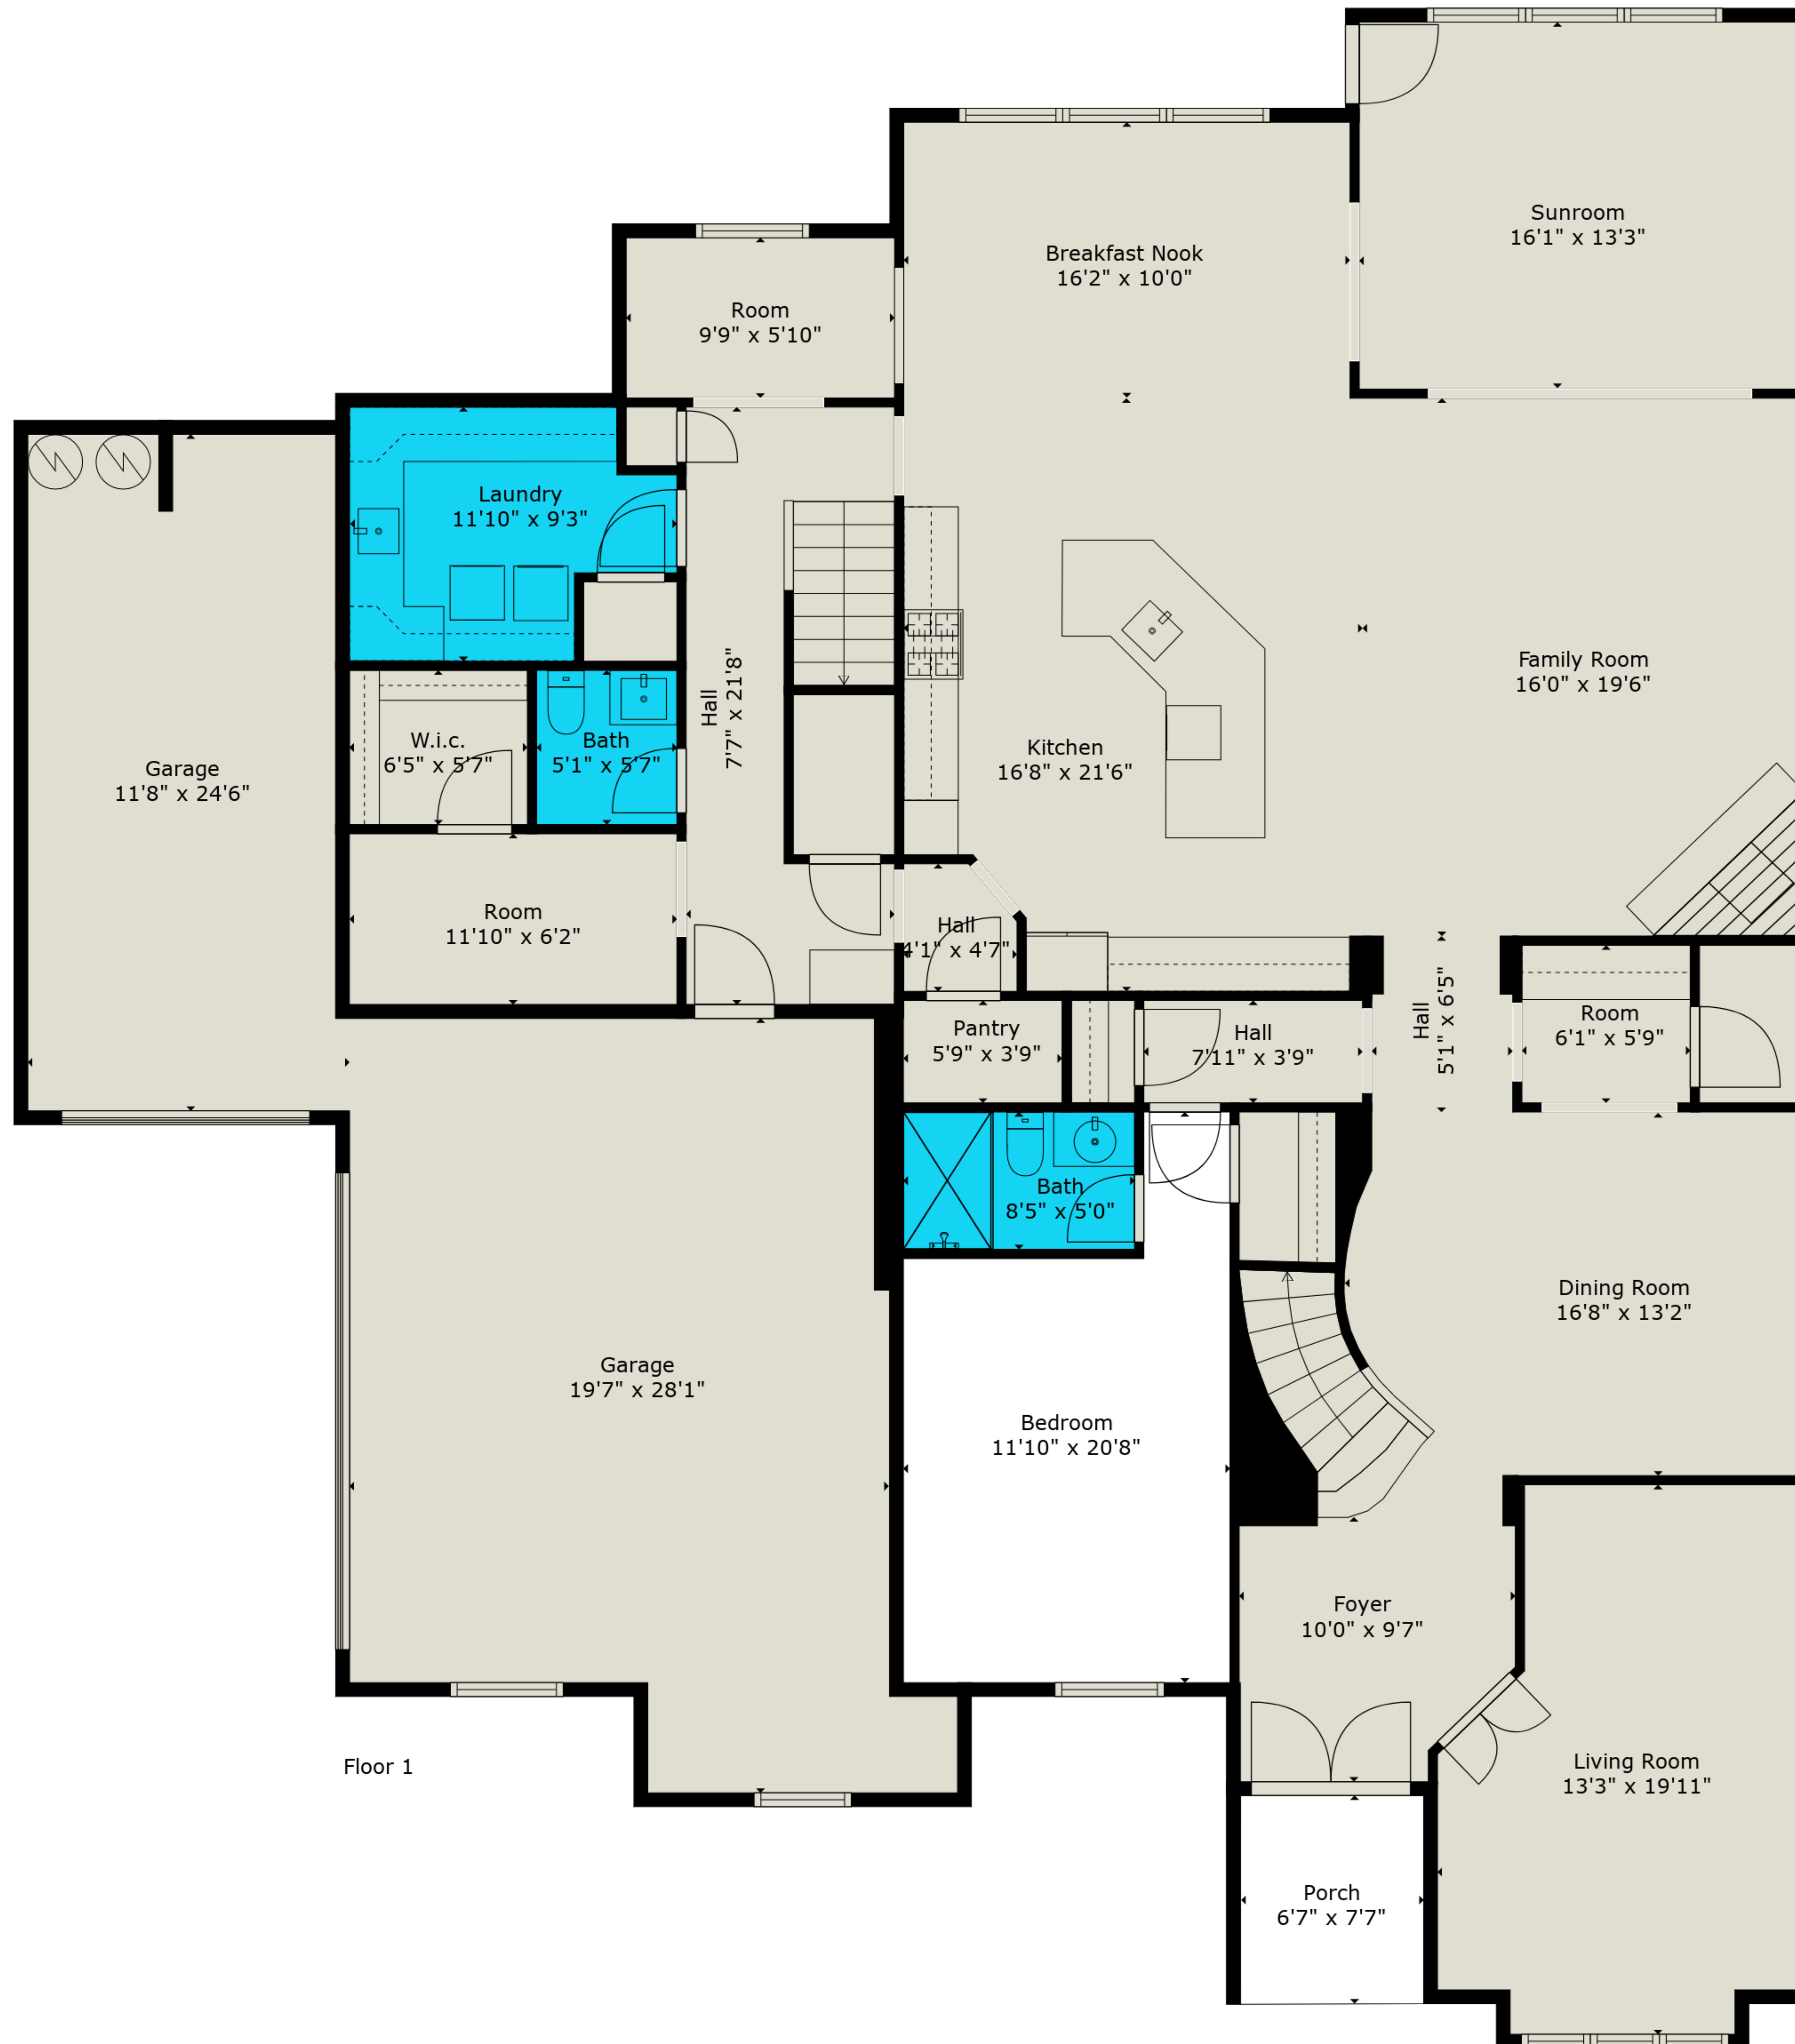 Sunroom
16'1" x 13'3"
Breakfast Nook
16'2" x 10'0"
Room
9'9" x 5'10"
Laundry
11'10" x 9'3"
Family Room
16'0" x 19'6"
Hall
7'7" x 21'8"
W.i.c.
6'5" x 5'7"
Bath
5'1" x 5'7"
Kitchen
16'8" x 21'6"
Garage
11'8" x 24'6"
Room
11'10" x 6'2"
Hall
4'1" x 4'7"
Hall
5'1" x 6'5"
Room
6'1" x 5'9"
Pantry
5'9" x 3'9"
Hall
7'11" x 3'9"
Bath
8'5" x 5'0"
Dining Room
16'8" x 13'2"
Garage
19'7" x 28'1"
Bedroom
11'10" x 20'8"
Foyer
10'0" x 9'7"
Floor 1
Living Room
13'3" x 19'11"
Porch
6'7" x 7'7"